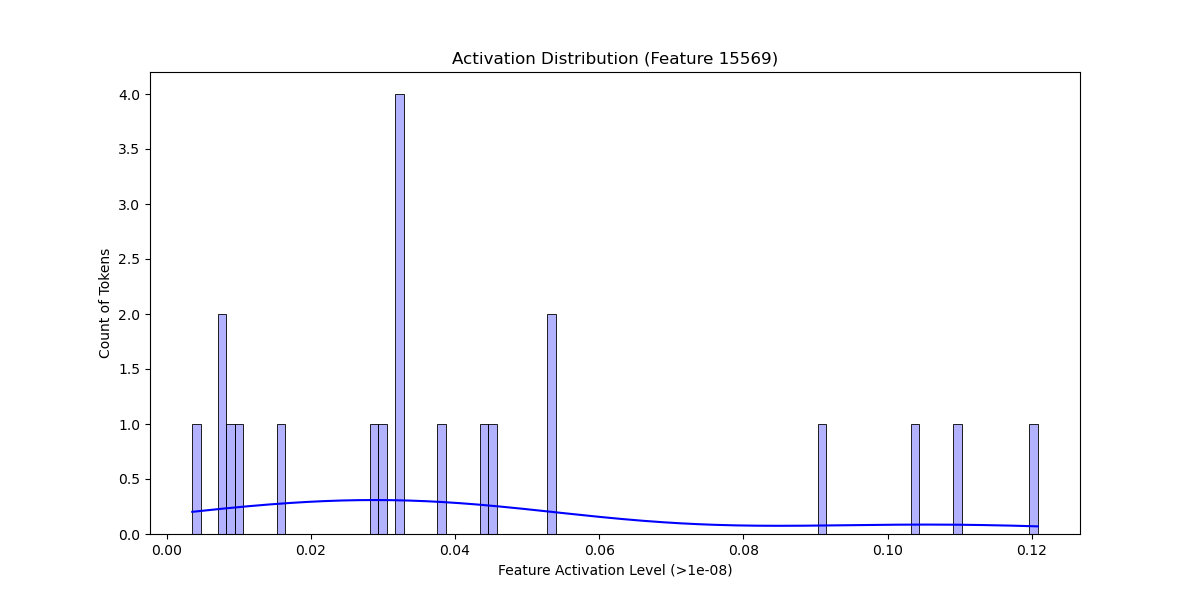 Activation Distribution (Feature 15569)
4.0
3.5
3.0
2.5
2.0
1.5
1.0
0.5
0.0
Count of Tokens
0.00 0.02 0.04 0.06 0.08 0.10 0.12
Feature Activation Level (>1e-08)